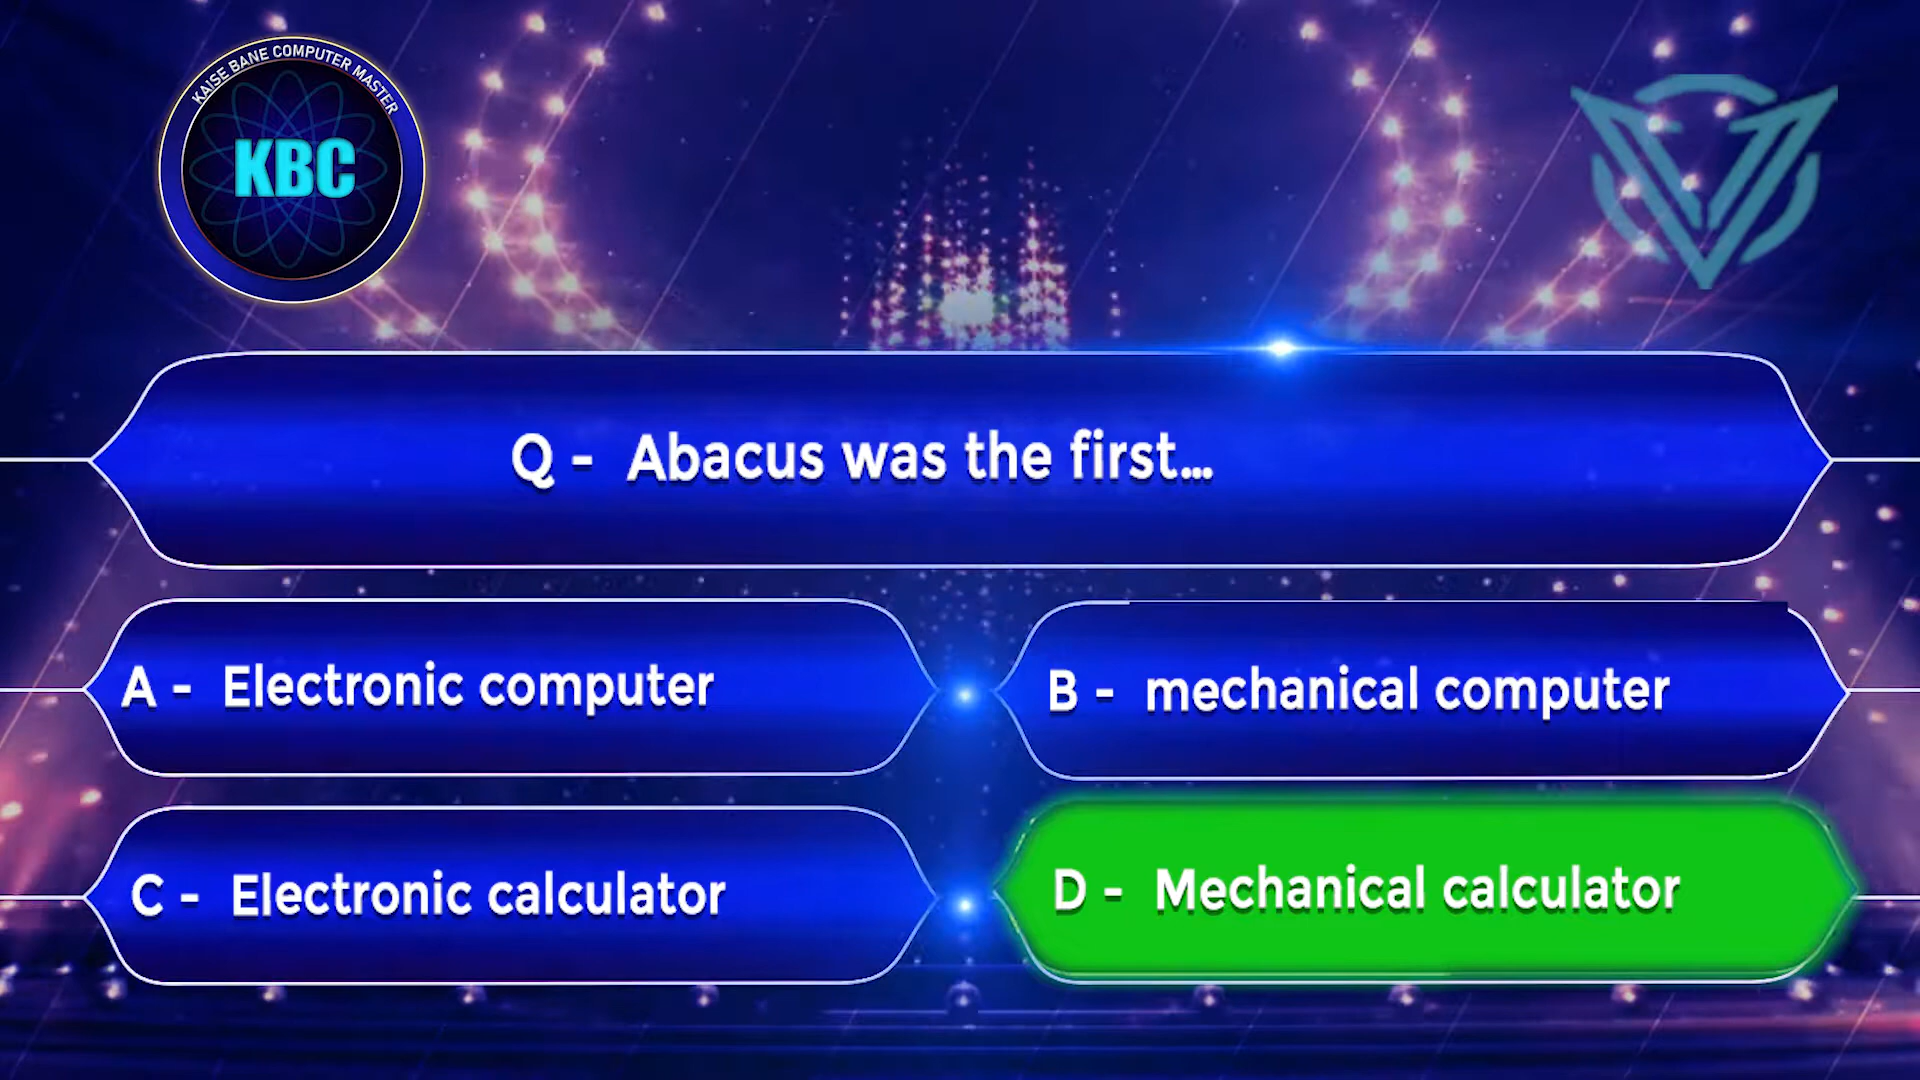 KAISE BANE COMPUTER MASTER
KBC
Q - Abacus was the first...
A - Electronic computer
B - mechanical computer
C - Electronic calculator
D - Mechanical calculator